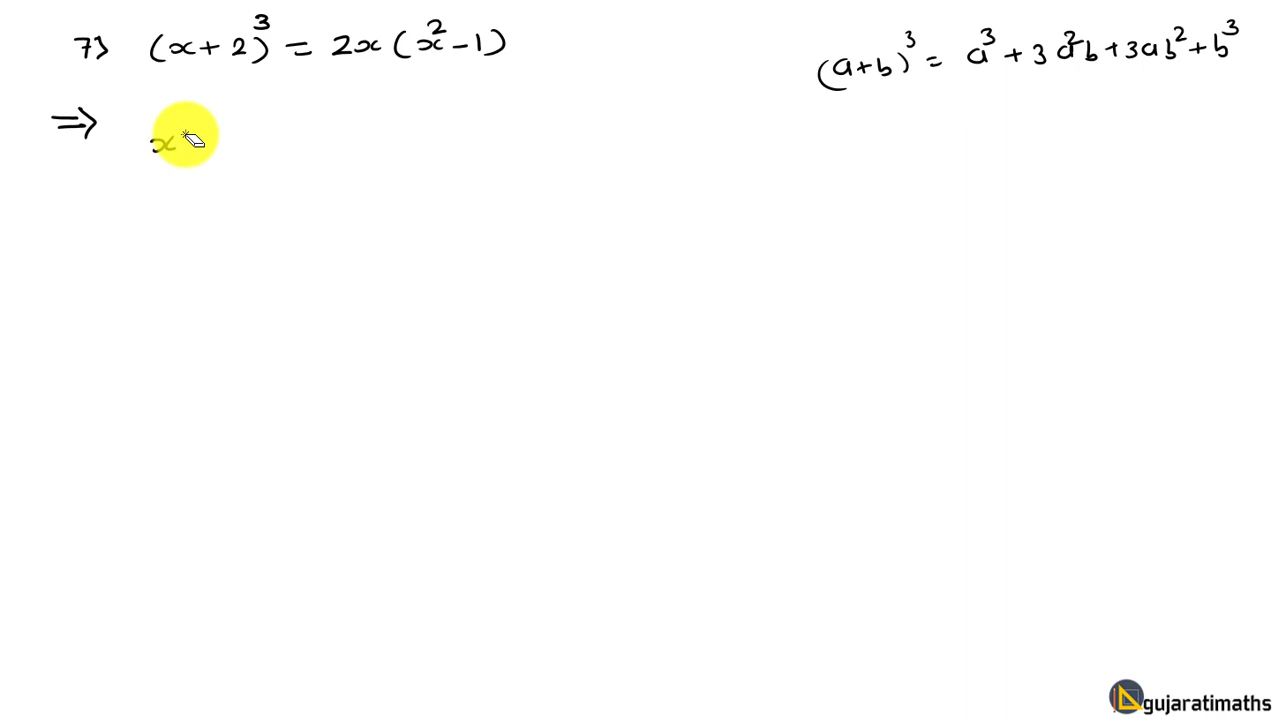 7) (x+2)³ = 2x(x²-1)
(a+b)³ = a³ + 3a²b + 3ab² + b³
⇒ x
gujaratimaths